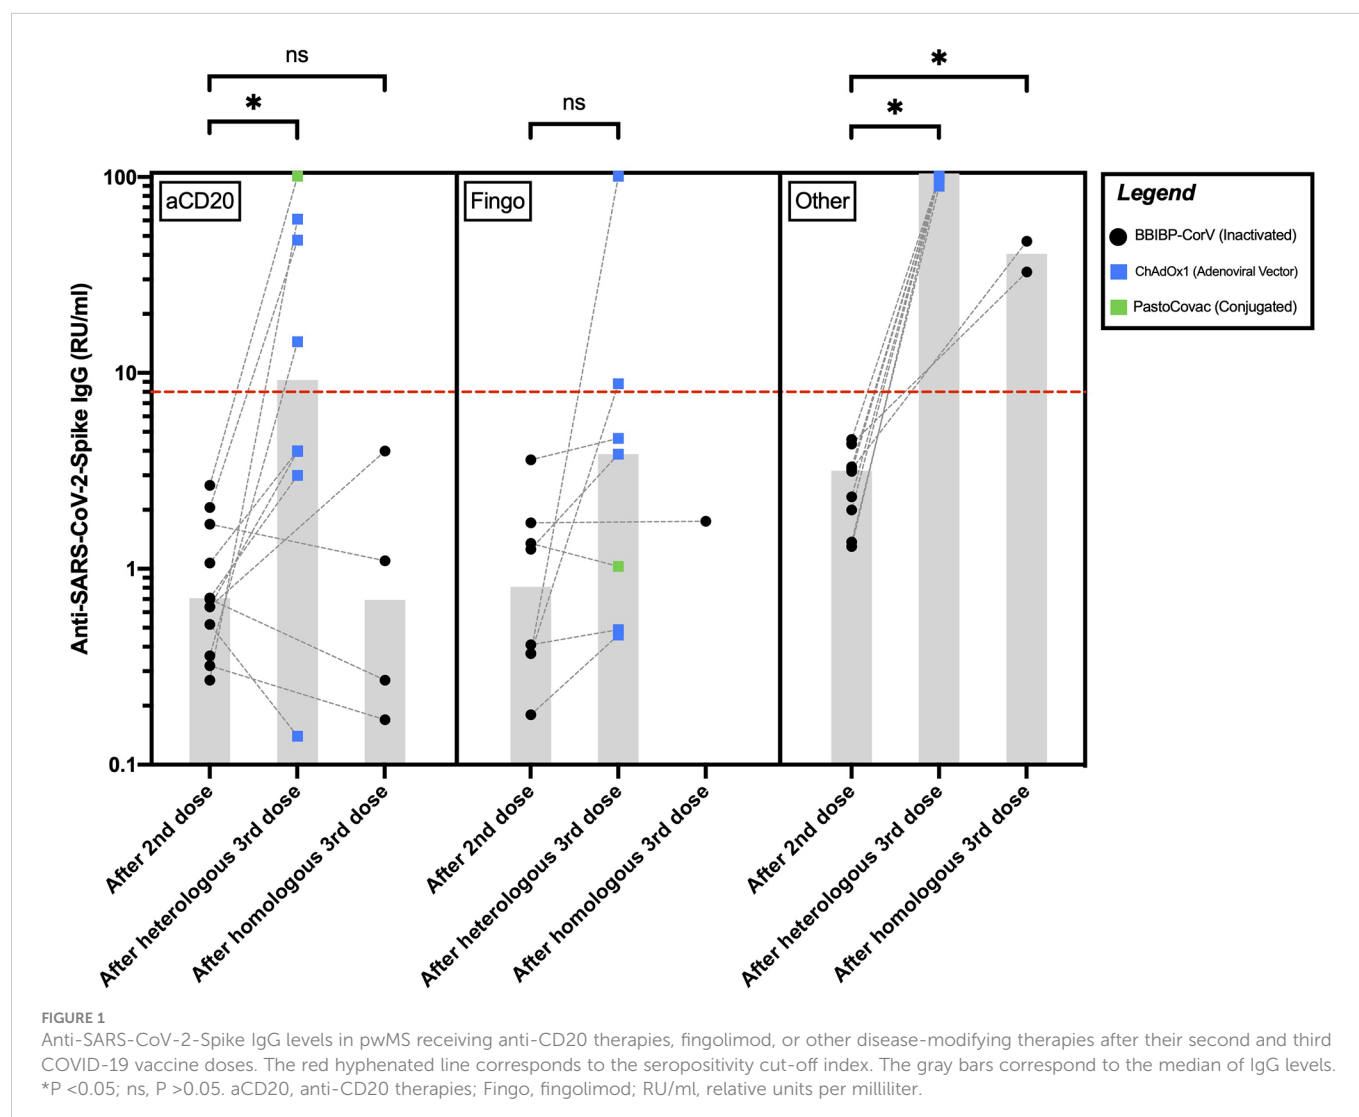 ns
*
ns
*
*
Anti-SARS-CoV-2-Spike IgG (RU/ml)
100
10
1
0.1
aCD20
Fingo
Other
Legend
BBIBP-CorV (Inactivated)
ChAdOx1 (Adenoviral Vector)
PastoCovac (Conjugated)
After 2nd dose
After heterologous 3rd dose
After homologous 3rd dose
After 2nd dose
After heterologous 3rd dose
After homologous 3rd dose
After 2nd dose
After heterologous 3rd dose
After homologous 3rd dose
FIGURE 1
Anti-SARS-CoV-2-Spike IgG levels in pwMS receiving anti-CD20 therapies, fingolimod, or other disease-modifying therapies after their second and third
COVID-19 vaccine doses. The red hyphenated line corresponds to the seropositivity cut-off index. The gray bars correspond to the median of IgG levels.
*P <0.05; ns, P >0.05. aCD20, anti-CD20 therapies; Fingo, fingolimod; RU/ml, relative units per milliliter.